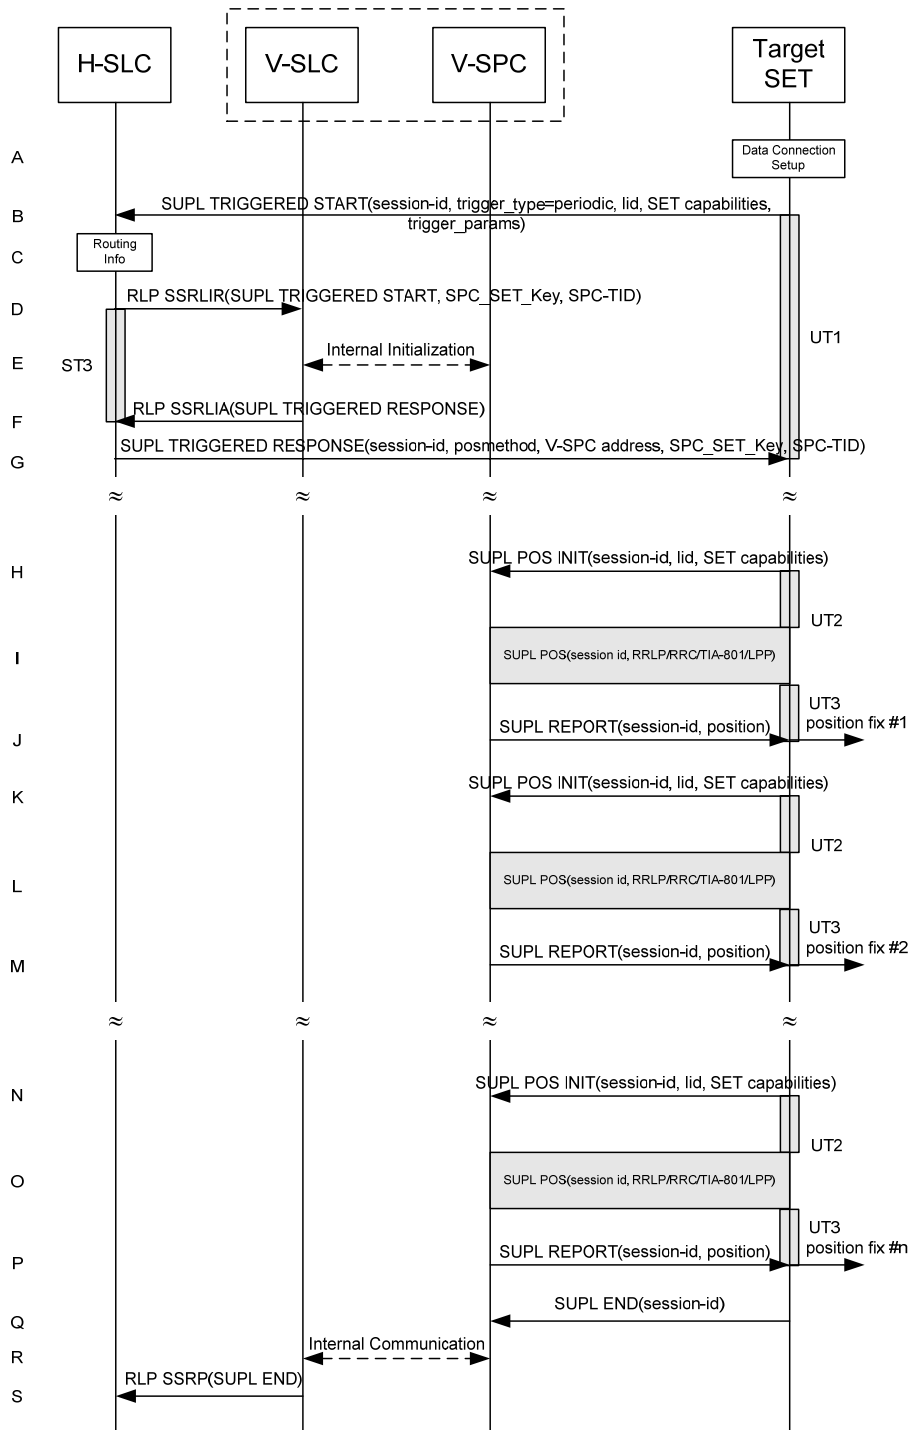 H-SLC
V-SLC
V-SPC
Target
SET
A
Data Connection
Setup
B
SUPL TRIGGERED START(session-id, trigger_type=periodic, lid, SET capabilities,
trigger_params)
C
Routing
Info
D
RLP SSRLIR(SUPL TRIGGERED START, SPC_SET_Key, SPC-TID)
UT1
E
Internal Initialization
ST3
F
RLP SSRLIA(SUPL TRIGGERED RESPONSE)
G
SUPL TRIGGERED RESPONSE(session-id, posmethod, V-SPC address, SPC_SET_Key, SPC-TID)
≈ ≈ ≈ ≈
H
SUPL POS INIT(session-id, lid, SET capabilities)
UT2
I
SUPL POS(session id, RRLP/RRC/TIA-801/LPP)
UT3
position fix #1
J
SUPL REPORT(session-id, position)
K
SUPL POS INIT(session-id, lid, SET capabilities)
UT2
L
SUPL POS(session id, RRLP/RRC/TIA-801/LPP)
UT3
position fix #2
M
SUPL REPORT(session-id, position)
≈ ≈ ≈ ≈
N
SUPL POS INIT(session-id, lid, SET capabilities)
UT2
O
SUPL POS(session id, RRLP/RRC/TIA-801/LPP)
UT3
position fix #n
P
SUPL REPORT(session-id, position)
Q
SUPL END(session-id)
R
Internal Communication
S
RLP SSRP(SUPL END)